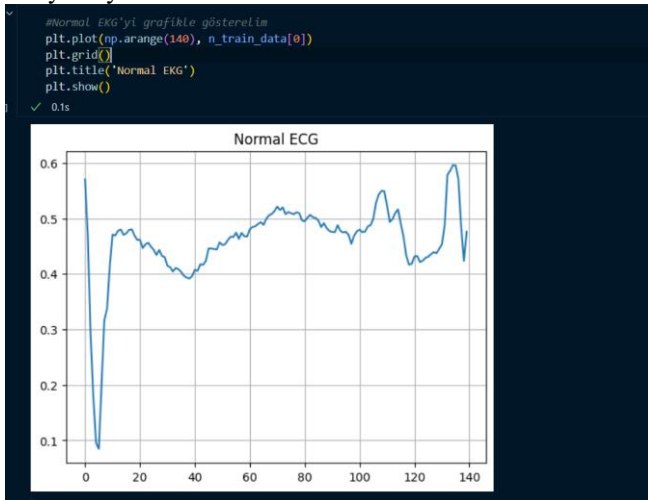 #Normal EKG'yi grafikle gösterelim
plt.plot(np.arange(140), n_train_data[0])
plt.grid()
plt.title('Normal EKG')
plt.show()
✓ 0.1s
Normal ECG
0.6
0.5
0.4
0.3
0.2
0.1
0 20 40 60 80 100 120 140